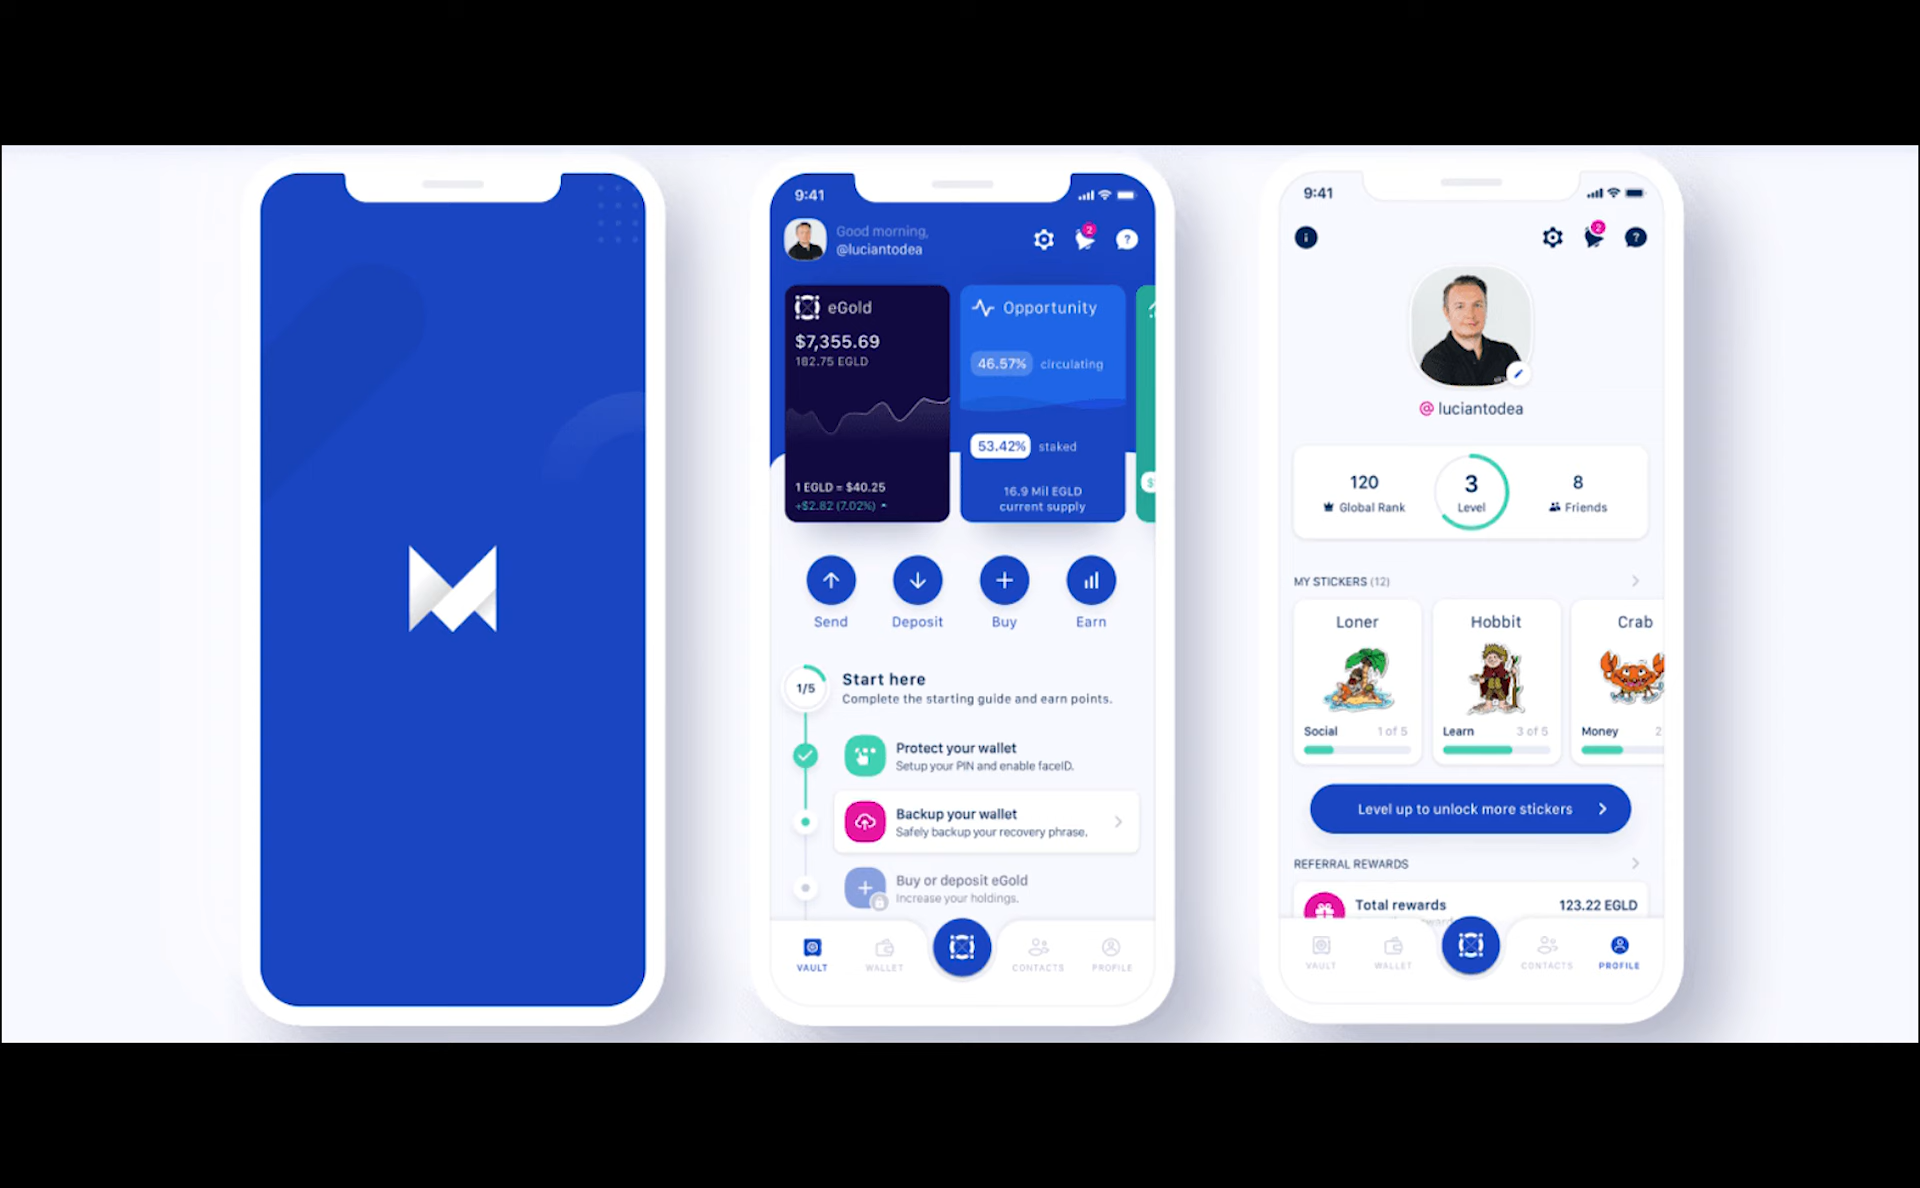 9:41
Good morning,
@luciantodea
2
?
eGold
$7,355.69
182.75 EGLD
1 EGLD = $40.25
+$2.82 (7.02%)
Opportunity
46.57% circulating
53.42% staked
16.9 Mil EGLD
current supply
$
Send
Deposit
Buy
Earn
1/5
Start here
Complete the starting guide and earn points.
Protect your wallet
Setup your PIN and enable faceID.
Backup your wallet
Safely backup your recovery phrase.
Buy or deposit eGold
Increase your holdings.
VAULT
WALLET
CONTACTS
PROFILE
9:41
i
2
?
@ luciantodea
120
Global Rank
3
Level
8
Friends
MY STICKERS (12)
Loner
Social 1 of 5
Hobbit
Learn 3 of 5
Crab
Money 2
Level up to unlock more stickers
REFERRAL REWARDS
Total rewards 123.22 EGLD
VAULT
WALLET
CONTACTS
PROFILE